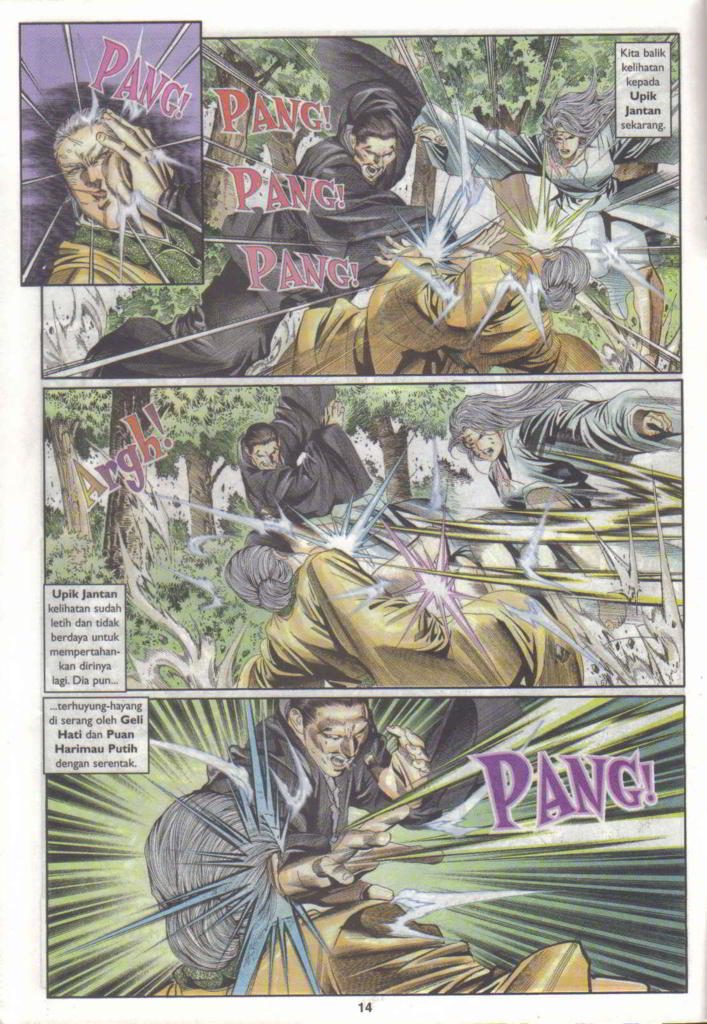 PANG!
PANG!
PANG!
PANG!
Kita balik
kelihatan
kepada
Upik
Jantan
sekarang.
Argh!
Upik Jantan
kelihatan sudah
letih dan tidak
berdaya untuk
mempertahan-
kan dirinya
lagi. Dia pun...
...terhuyung-hayang
di serang oleh Geli
Hati dan Puan
Harimau Putih
dengan serentak.
PANG!
14